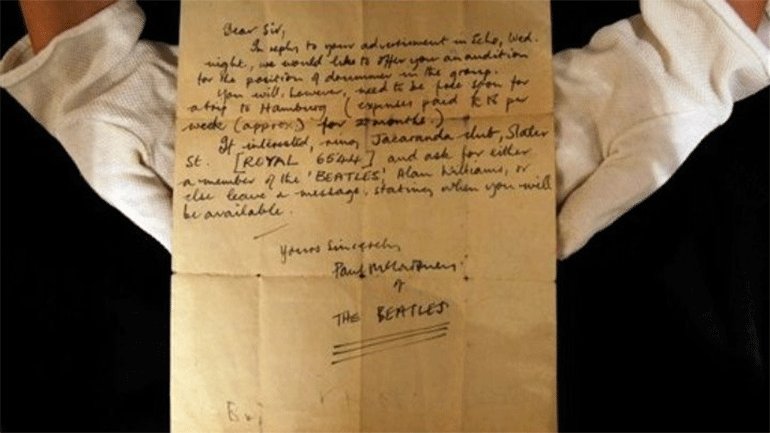 Dear Sir,
In reply to your advertisement in Echo, Wed.
night, we would like to offer you an audition
for the position of drummer in the group.
You will, however, need to be free soon for
a trip to Hamburg (expenses paid £18 per
week (approx.) for 2 months.)
If interested, ring Jacaranda club, Slater
St. [ROYAL 6544] and ask for either
a member of the 'BEATLES', Alan Williams, or
else leave a message, stating when you will
be available.
Yours Sincerely,
Paul McCartney
of
THE BEATLES